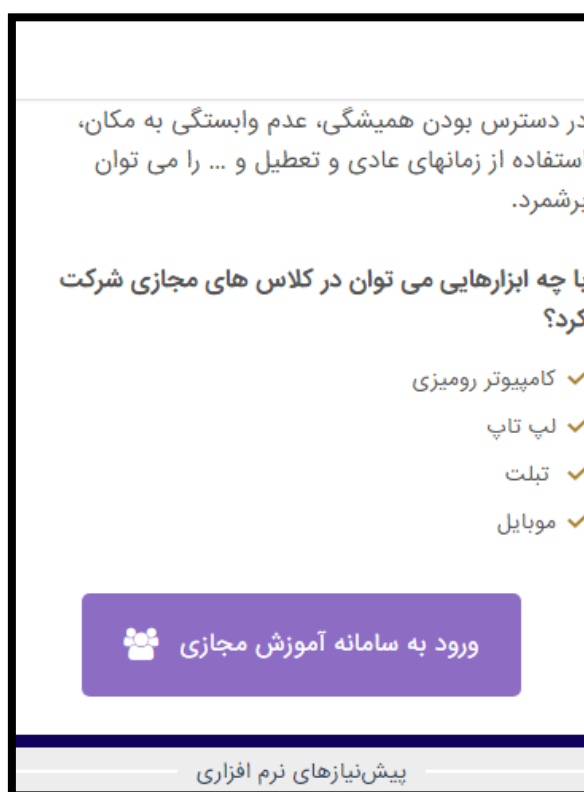 در دسترس بودن همیشگی، عدم وابستگی به مکان،
استفاده از زمانهای عادی و تعطیل و ... را می توان
برشمرد.
با چه ابزارهایی می توان در کلاس های مجازی شرکت
کرد؟
کامپیوتر رومیزی
لپ تاپ
تبلت
موبایل
ورود به سامانه آموزش مجازی
پیش‌نیازهای نرم افزاری